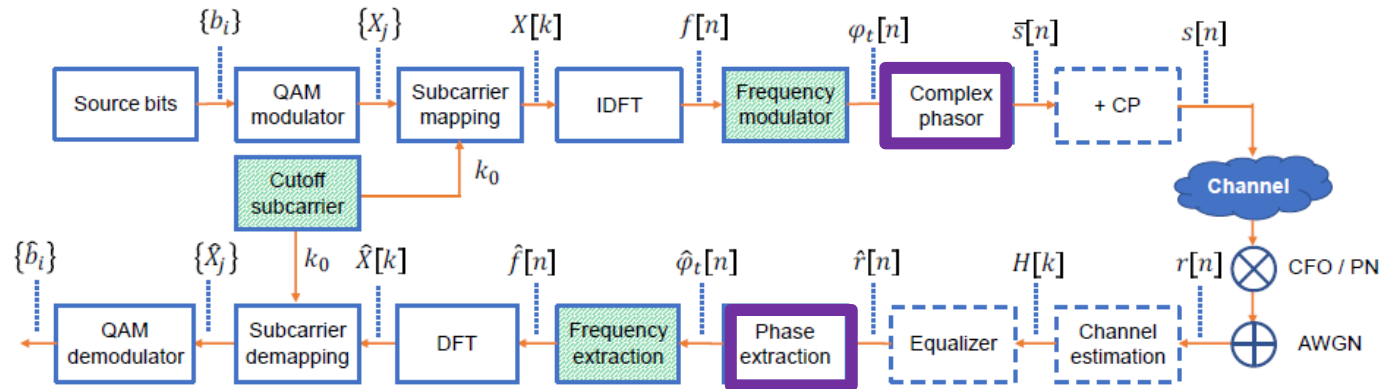 {b_i}
{X_j}
X[k]
f[n]
φ_t[n]
s̅[n]
s[n]
Source bits
QAM
modulator
Subcarrier
mapping
IDFT
Frequency
modulator
Complex
phasor
+ CP
k_0
Cutoff
subcarrier
Channel
k_0
{b̂_i}
{X̂_j}
X̂[k]
f̂[n]
φ̂_t[n]
r̂[n]
H[k]
r[n]
CFO / PN
QAM
demodulator
Subcarrier
demapping
DFT
Frequency
extraction
Phase
extraction
Equalizer
Channel
estimation
AWGN